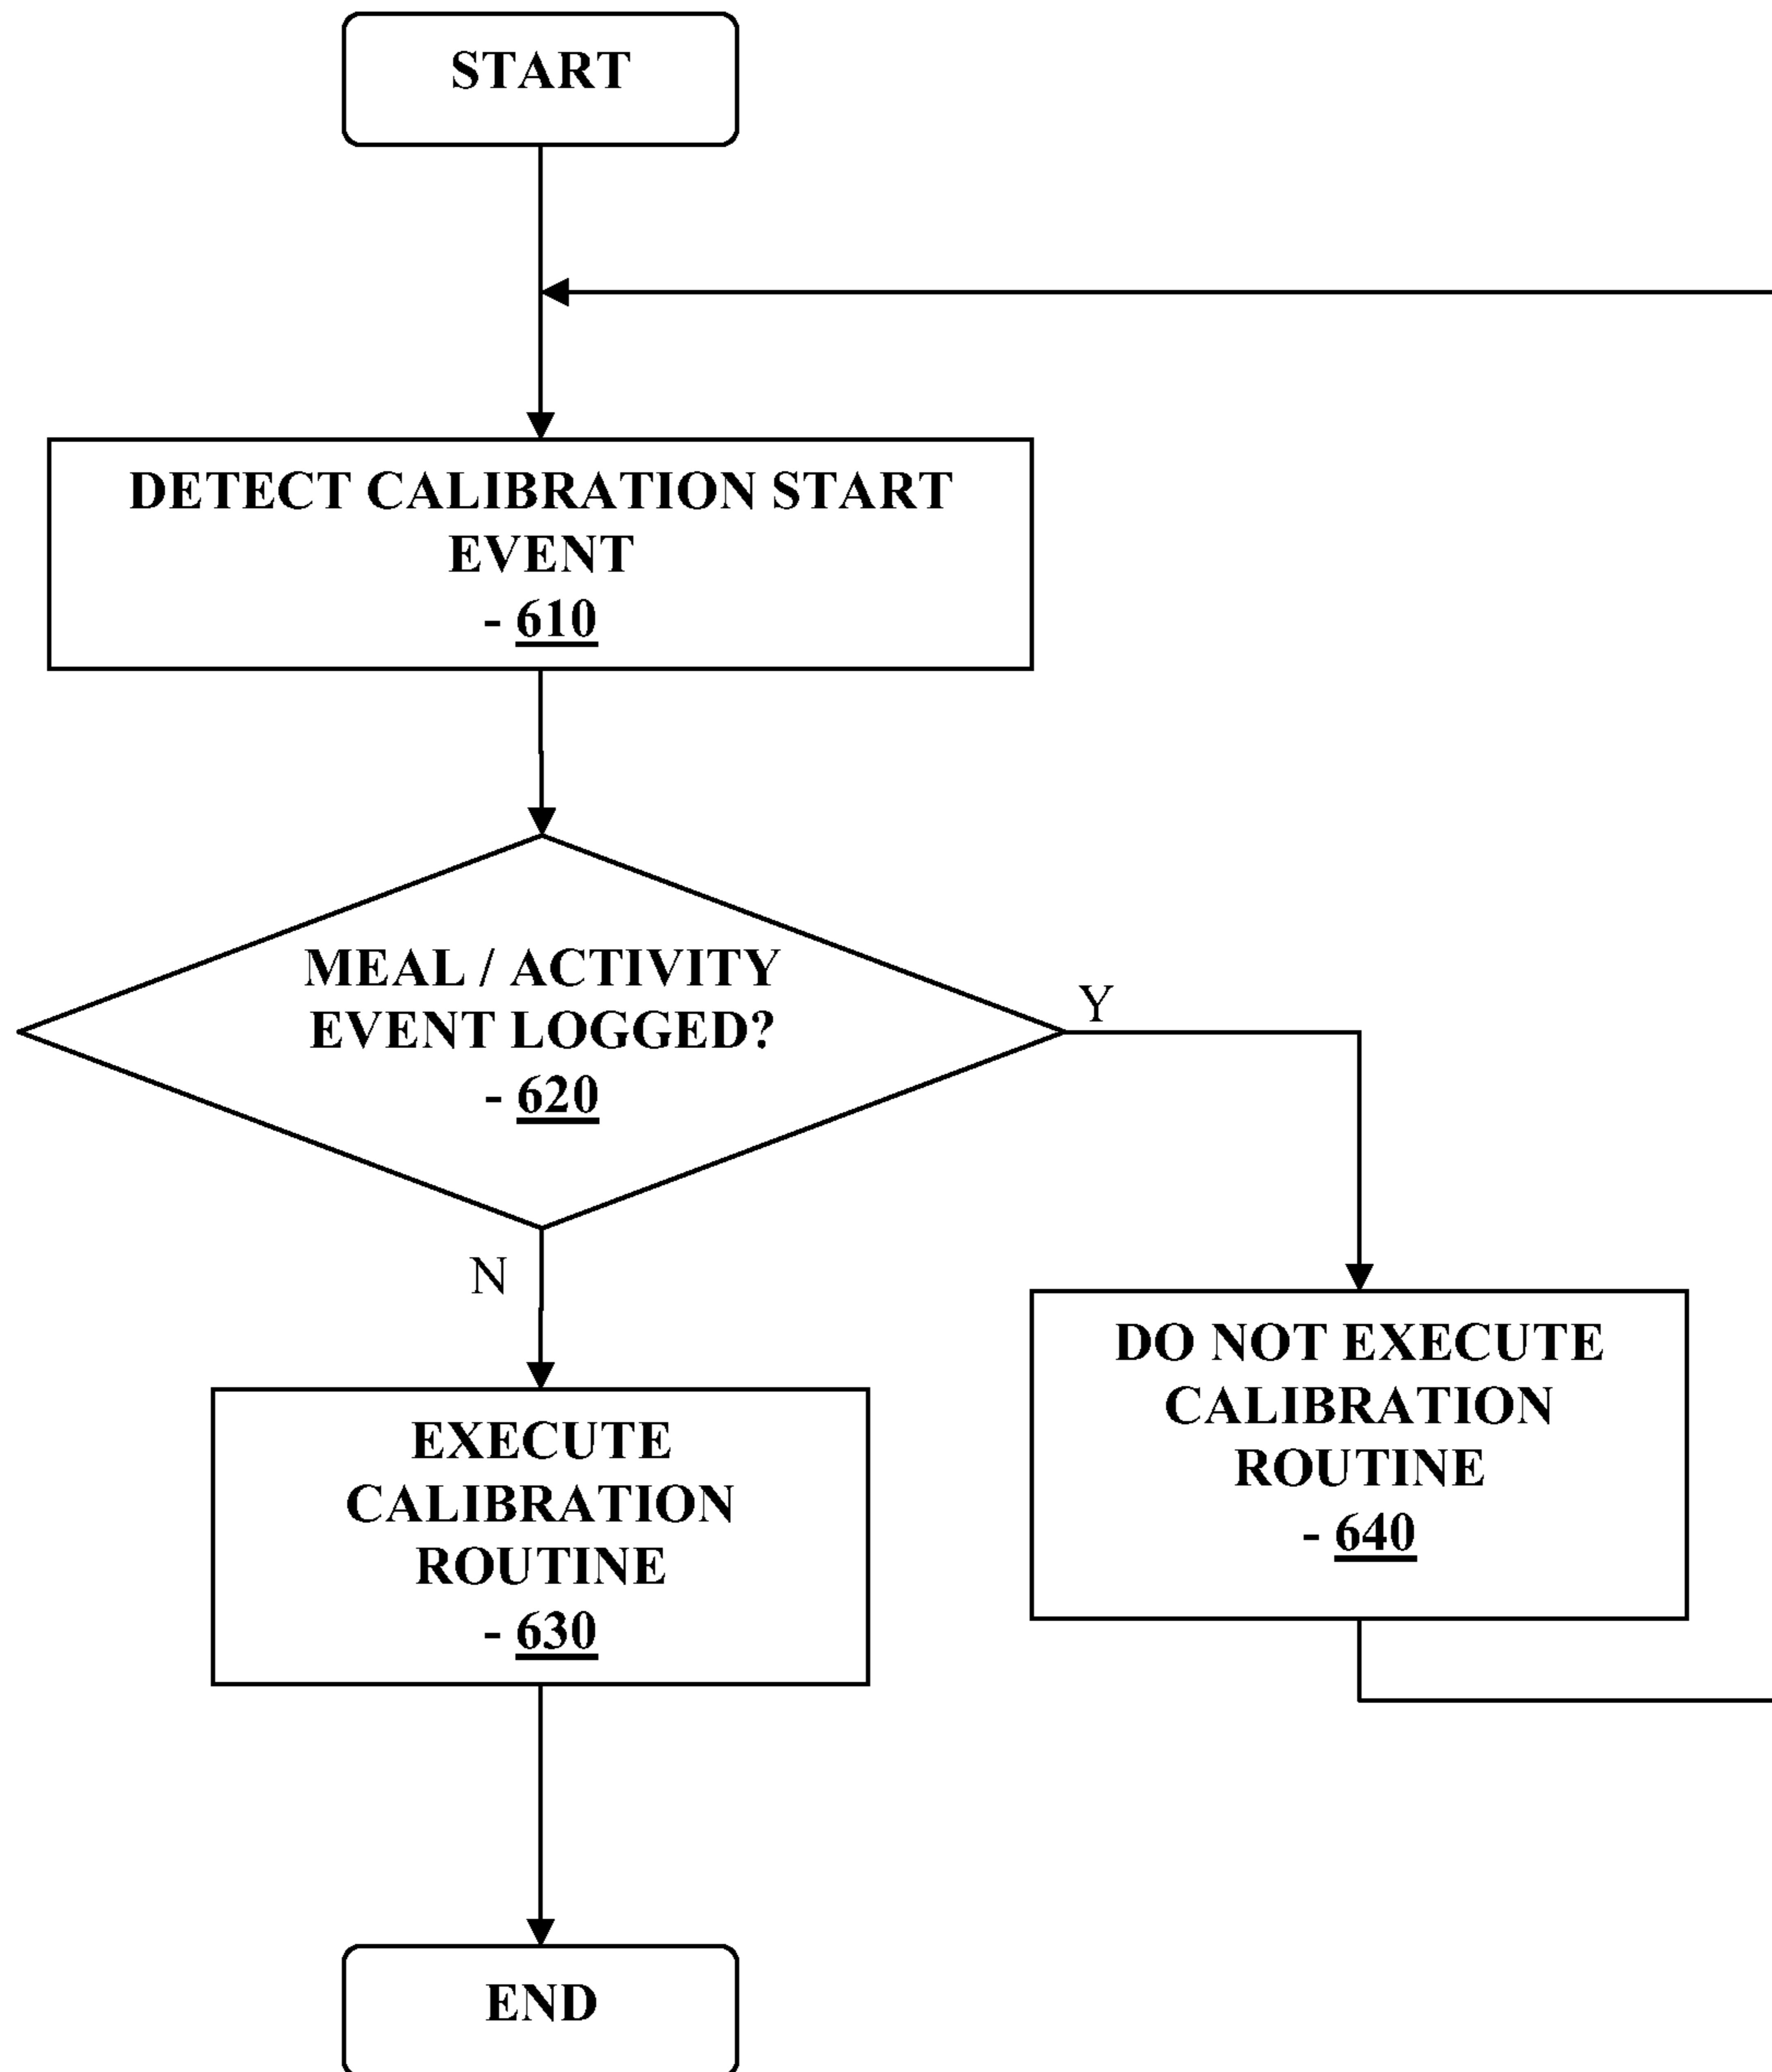 START
DETECT CALIBRATION START
EVENT
- 610
MEAL / ACTIVITY
EVENT LOGGED?
- 620
Y
N
DO NOT EXECUTE
CALIBRATION
ROUTINE
- 640
EXECUTE
CALIBRATION
ROUTINE
- 630
END